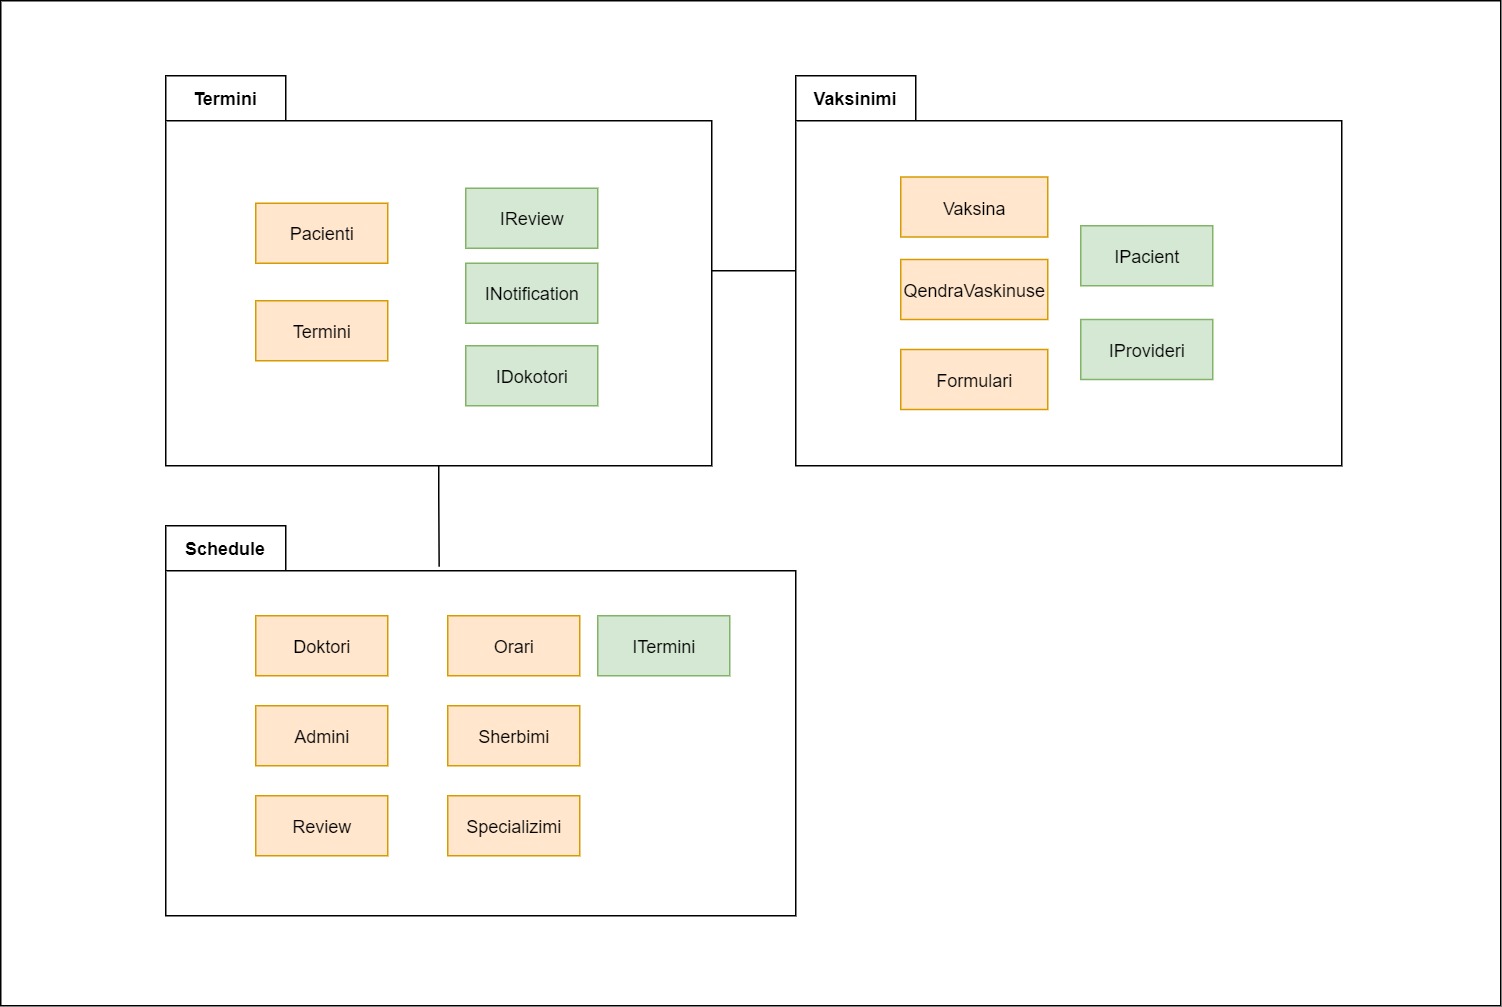 Termini
Pacienti
Termini
IReview
INotification
IDokotori
Vaksinimi
Vaksina
QendraVaskinuse
Formulari
IPacient
IProvideri
Schedule
Doktori
Orari
ITermini
Admini
Sherbimi
Review
Specializimi